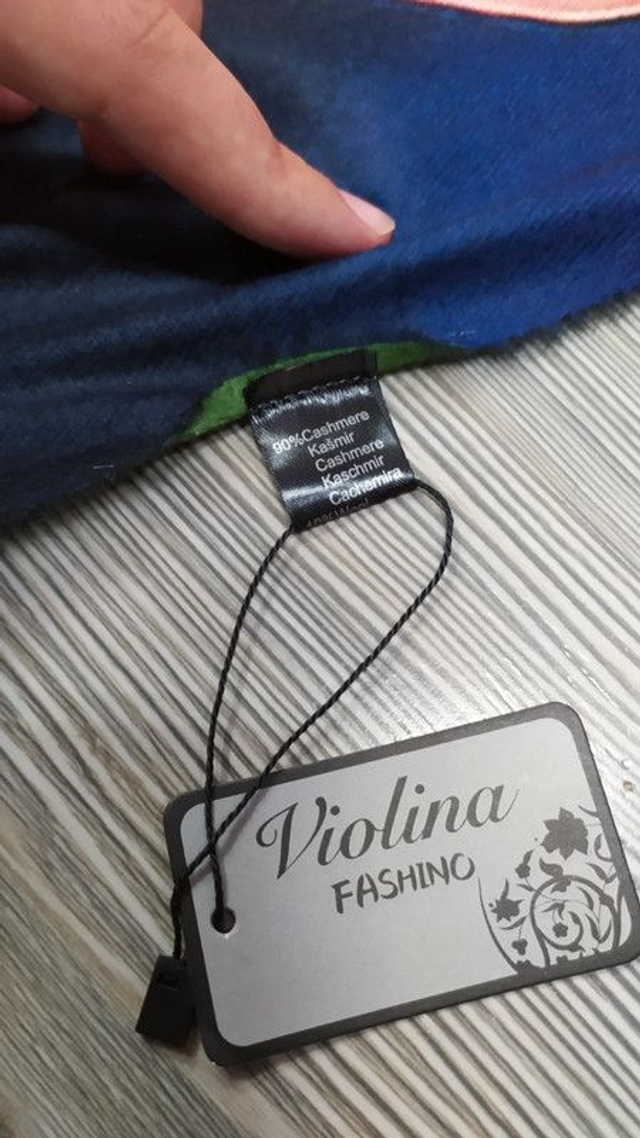 90%Cashmere
Kašmir
Cashmere
Kaschmir
Cachemira
Violina
FASHINO